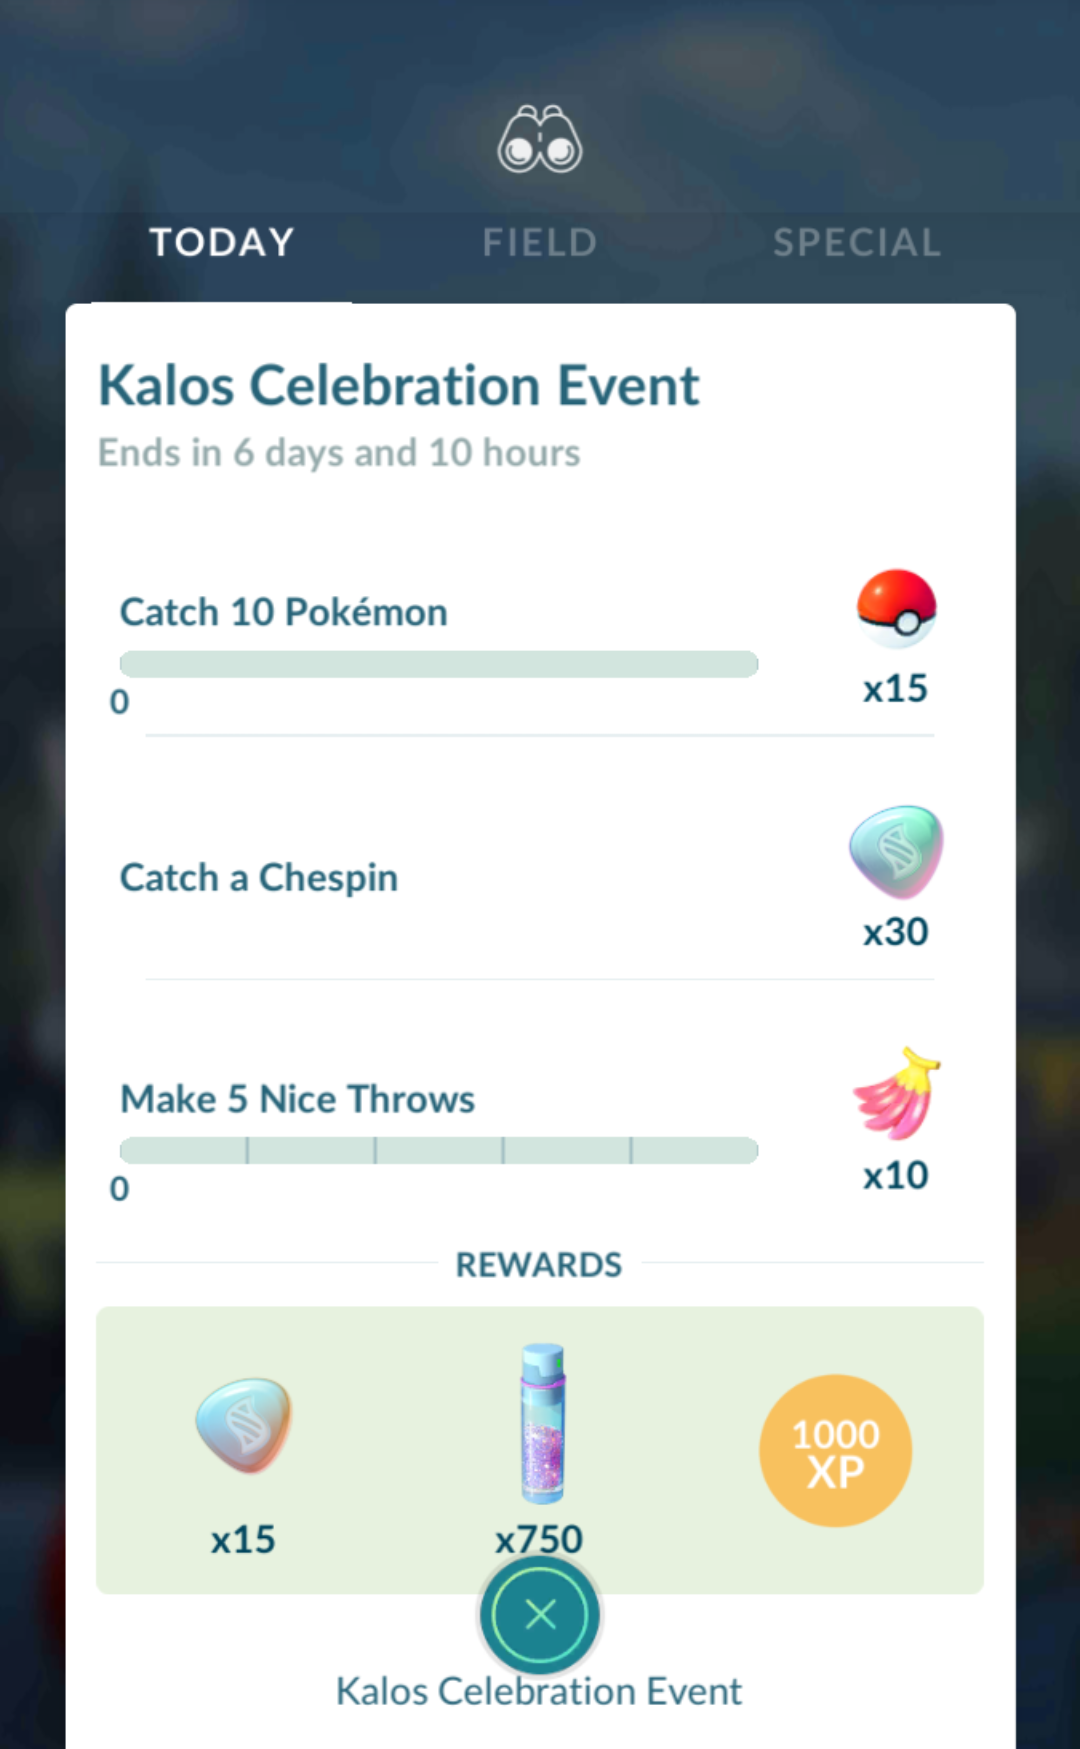 TODAY
FIELD
SPECIAL
Kalos Celebration Event
Ends in 6 days and 10 hours
Catch 10 Pokémon
0
x15
Catch a Chespin
x30
Make 5 Nice Throws
0
x10
REWARDS
1000
XP
x15
x750
Kalos Celebration Event